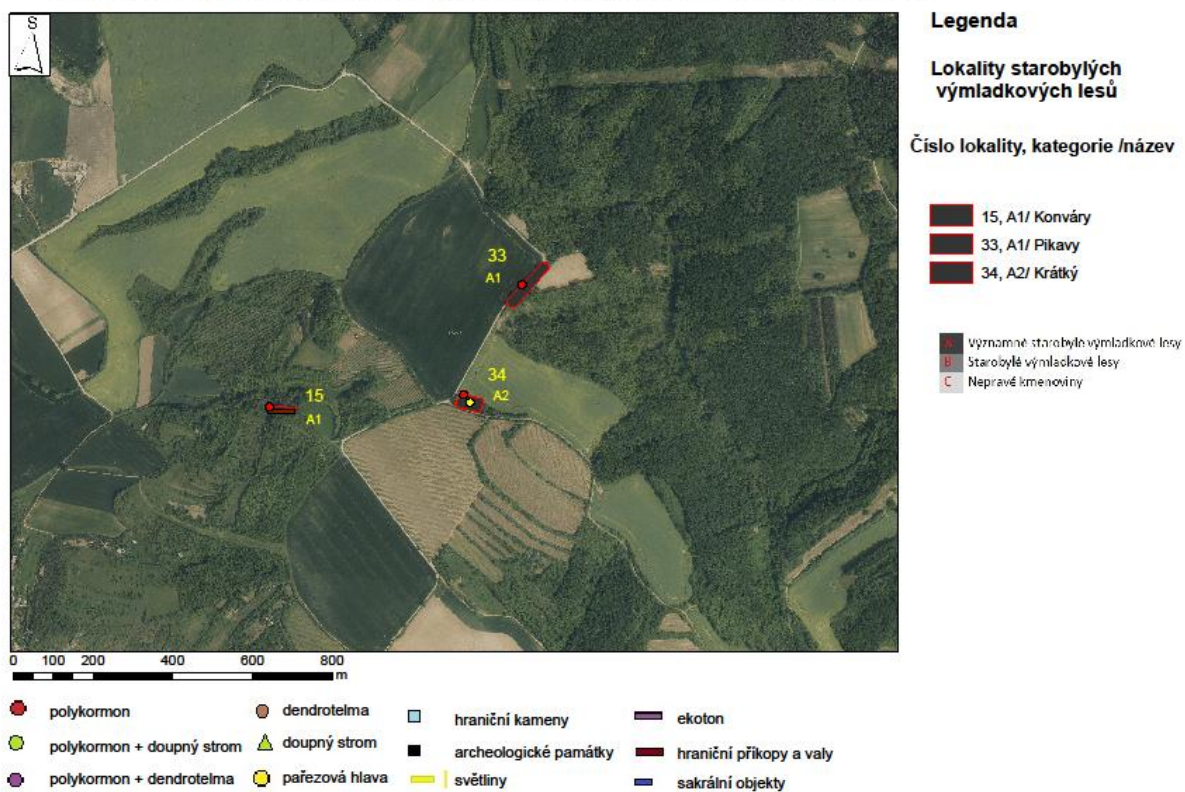 S
33
A1
34
A2
15
A1
Legenda
Lokality starobylých
výmladkových lesů
Číslo lokality, kategorie /název
15, A1/ Konváry
33, A1/ Pikavy
34, A2/ Krátký
A Významné starobyle výmladkové lesy
B Starobylé výmladkové lesy
C Nepravé kmenoviny
0 100 200 400 600 800
m
polykormon
polykormon + doupný strom
polykormon + dendrotelma
dendrotelma
doupný strom
pařezová hlava
hraniční kameny
archeologické památky
světliny
ekoton
hraniční příkopy a valy
sakrální objekty